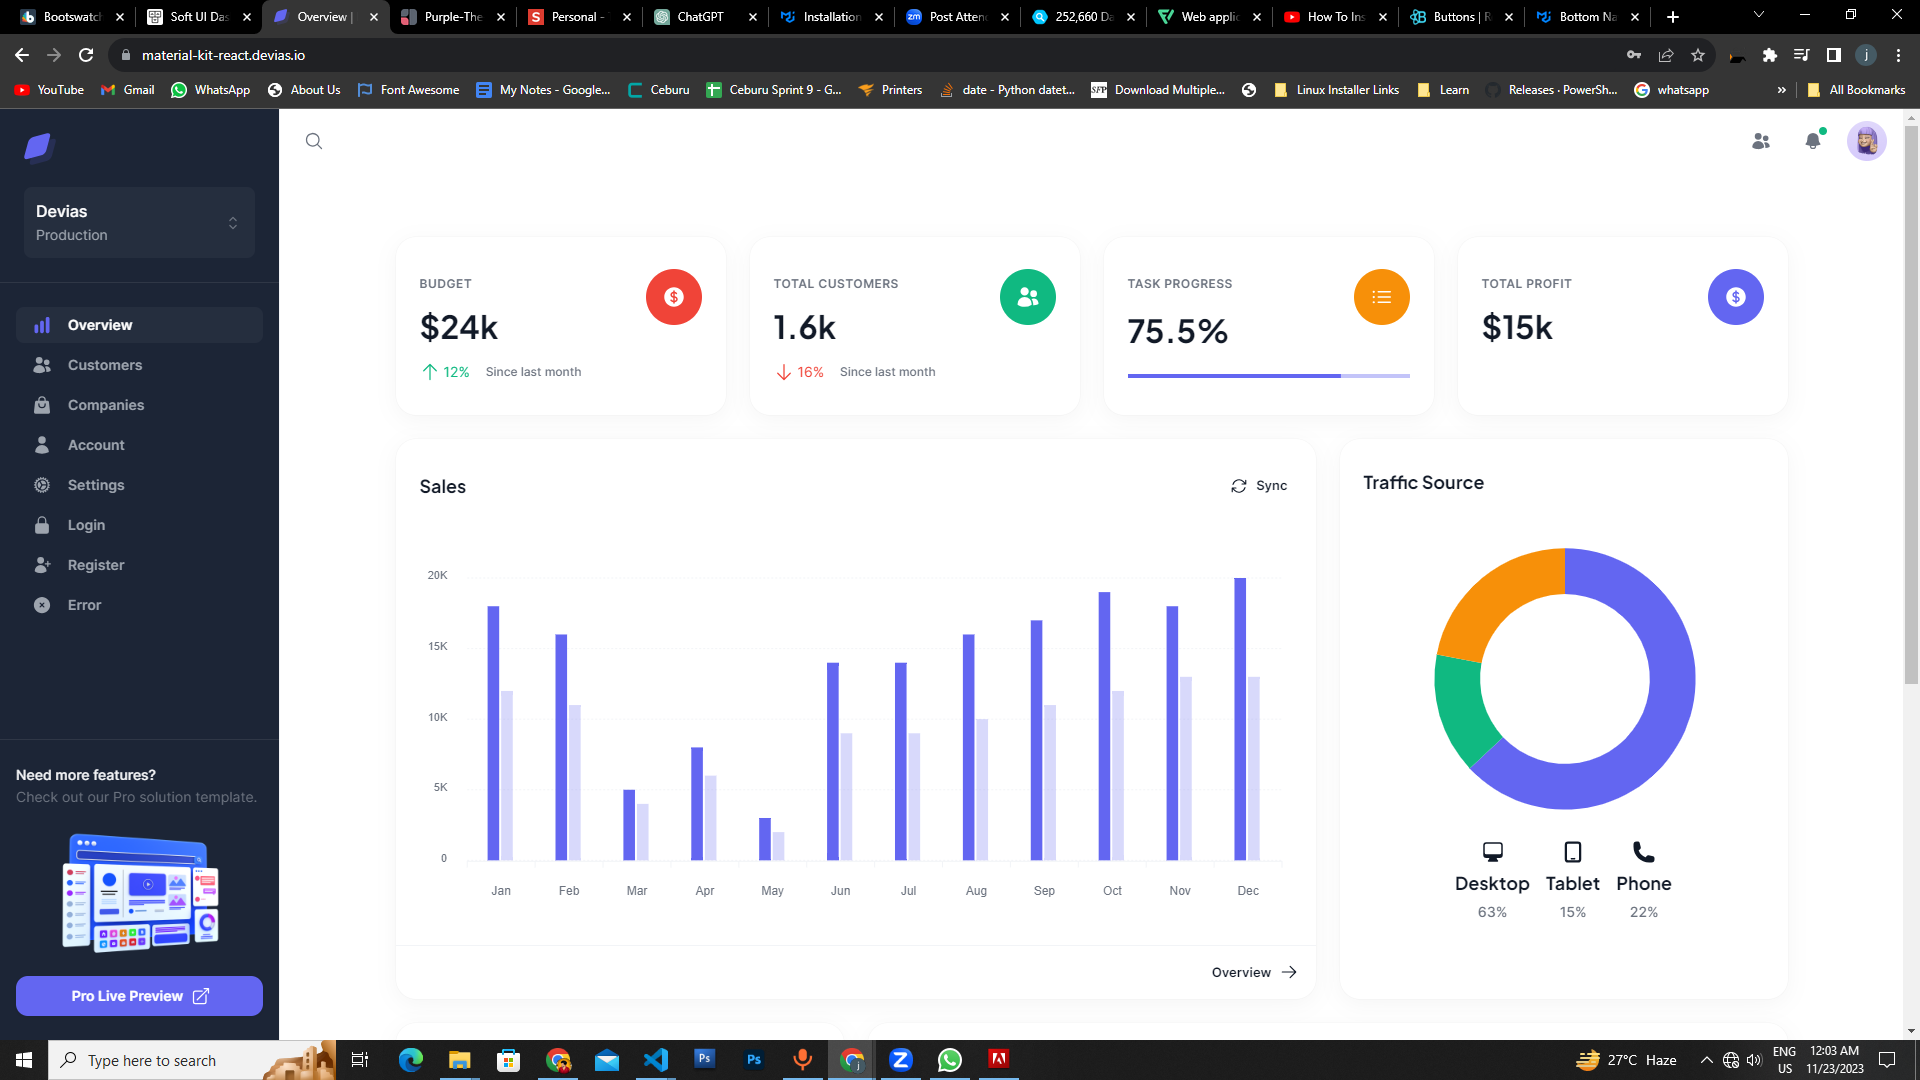 Bootswatch
Soft UI Das
Overview |
Purple-The
Personal -
ChatGPT
Installation
Post Atten
252,660 Da
Web applic
How To Ins
Buttons | R
Bottom Na
material-kit-react.devias.io
YouTube
Gmail
WhatsApp
About Us
Font Awesome
My Notes - Google...
Ceburu
Ceburu Sprint 9 - G...
Printers
date - Python datet...
SFP
Download Multiple...
Linux Installer Links
Learn
Releases · PowerSh...
whatsapp
»
All Bookmarks
Devias
Production
Overview
Customers
Companies
Account
Settings
Login
Register
Error
Need more features?
Check out our Pro solution template.
Pro Live Preview
BUDGET
$24k
12% Since last month
TOTAL CUSTOMERS
1.6k
16% Since last month
TASK PROGRESS
75.5%
TOTAL PROFIT
$15k
Sales
Sync
20K
15K
10K
5K
0
Jan Feb Mar Apr May Jun Jul Aug Sep Oct Nov Dec
Overview
Traffic Source
Desktop Tablet Phone
63% 15% 22%
Type here to search
27°C Haze
ENG
US
12:03 AM
11/23/2023